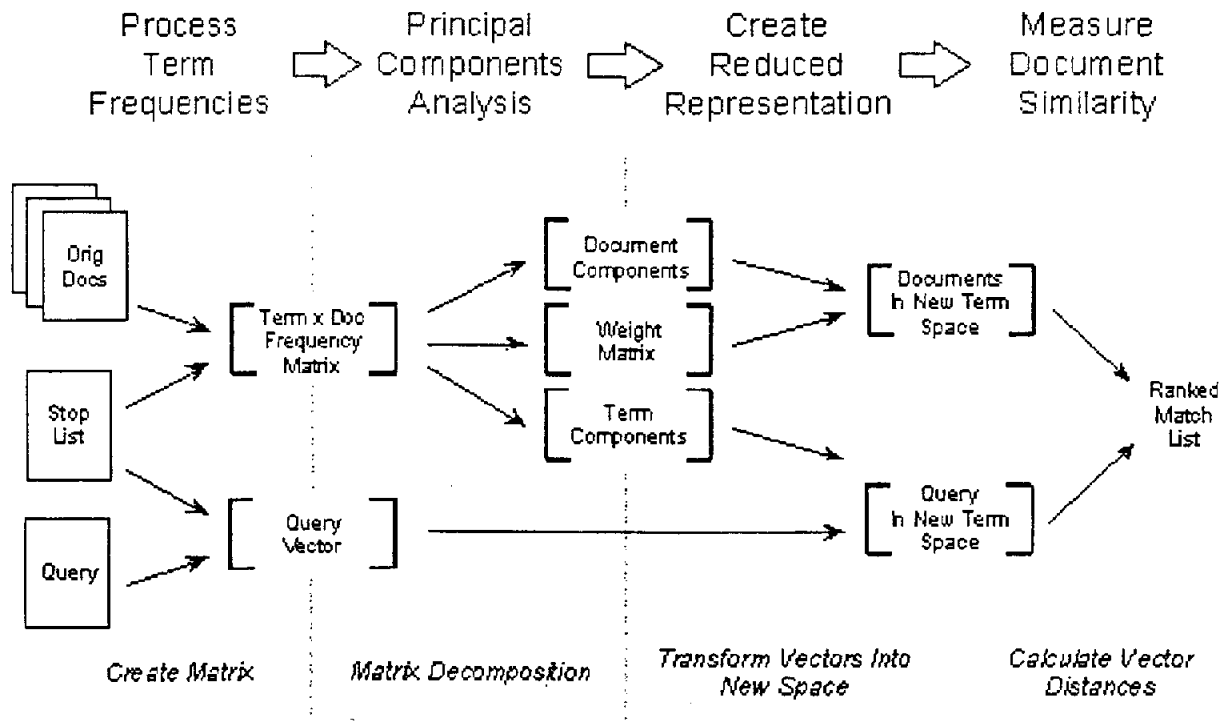 Process
Term
Frequencies
Principal
Components
Analysis
Create
Reduced
Representation
Measure
Document
Similarity
Orig
Docs
Stop
List
Query
Term x Doc
Frequency
Matrix
Query
Vector
Document
Components
Weight
Matrix
Term
Components
Documents
In New Term
Space
Query
In New Term
Space
Ranked
Match
List
Create Matrix
Matrix Decomposition
Transform Vectors Into
New Space
Calculate Vector
Distances